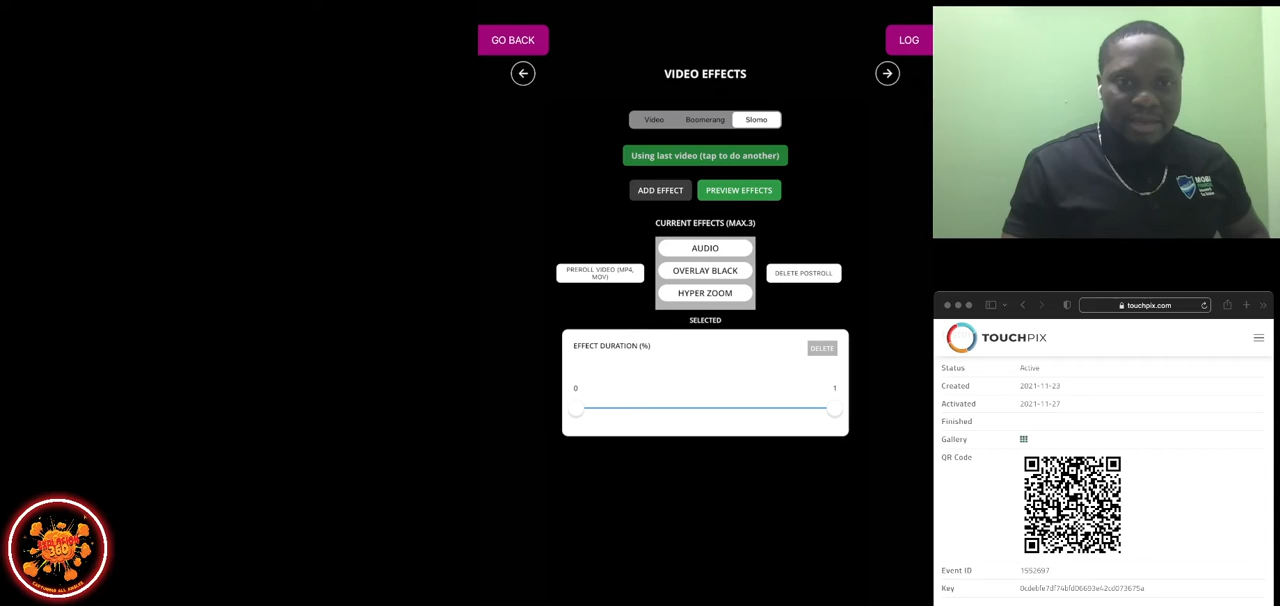 GO BACK
LOG
VIDEO EFFECTS
Video
Boomerang
Slomo
Using last video (tap to do another)
ADD EFFECT
PREVIEW EFFECTS
CURRENT EFFECTS (MAX.3)
AUDIO
OVERLAY BLACK
HYPER ZOOM
PREROLL VIDEO (MP4,
MOV)
DELETE POSTROLL
SELECTED
EFFECT DURATION (%)
DELETE
0
1
MOBI
touchpix.com
TOUCHPIX
Status Active
Created 2021-11-23
Activated 2021-11-27
Finished
Gallery
QR Code
Event ID 1552697
Key
360